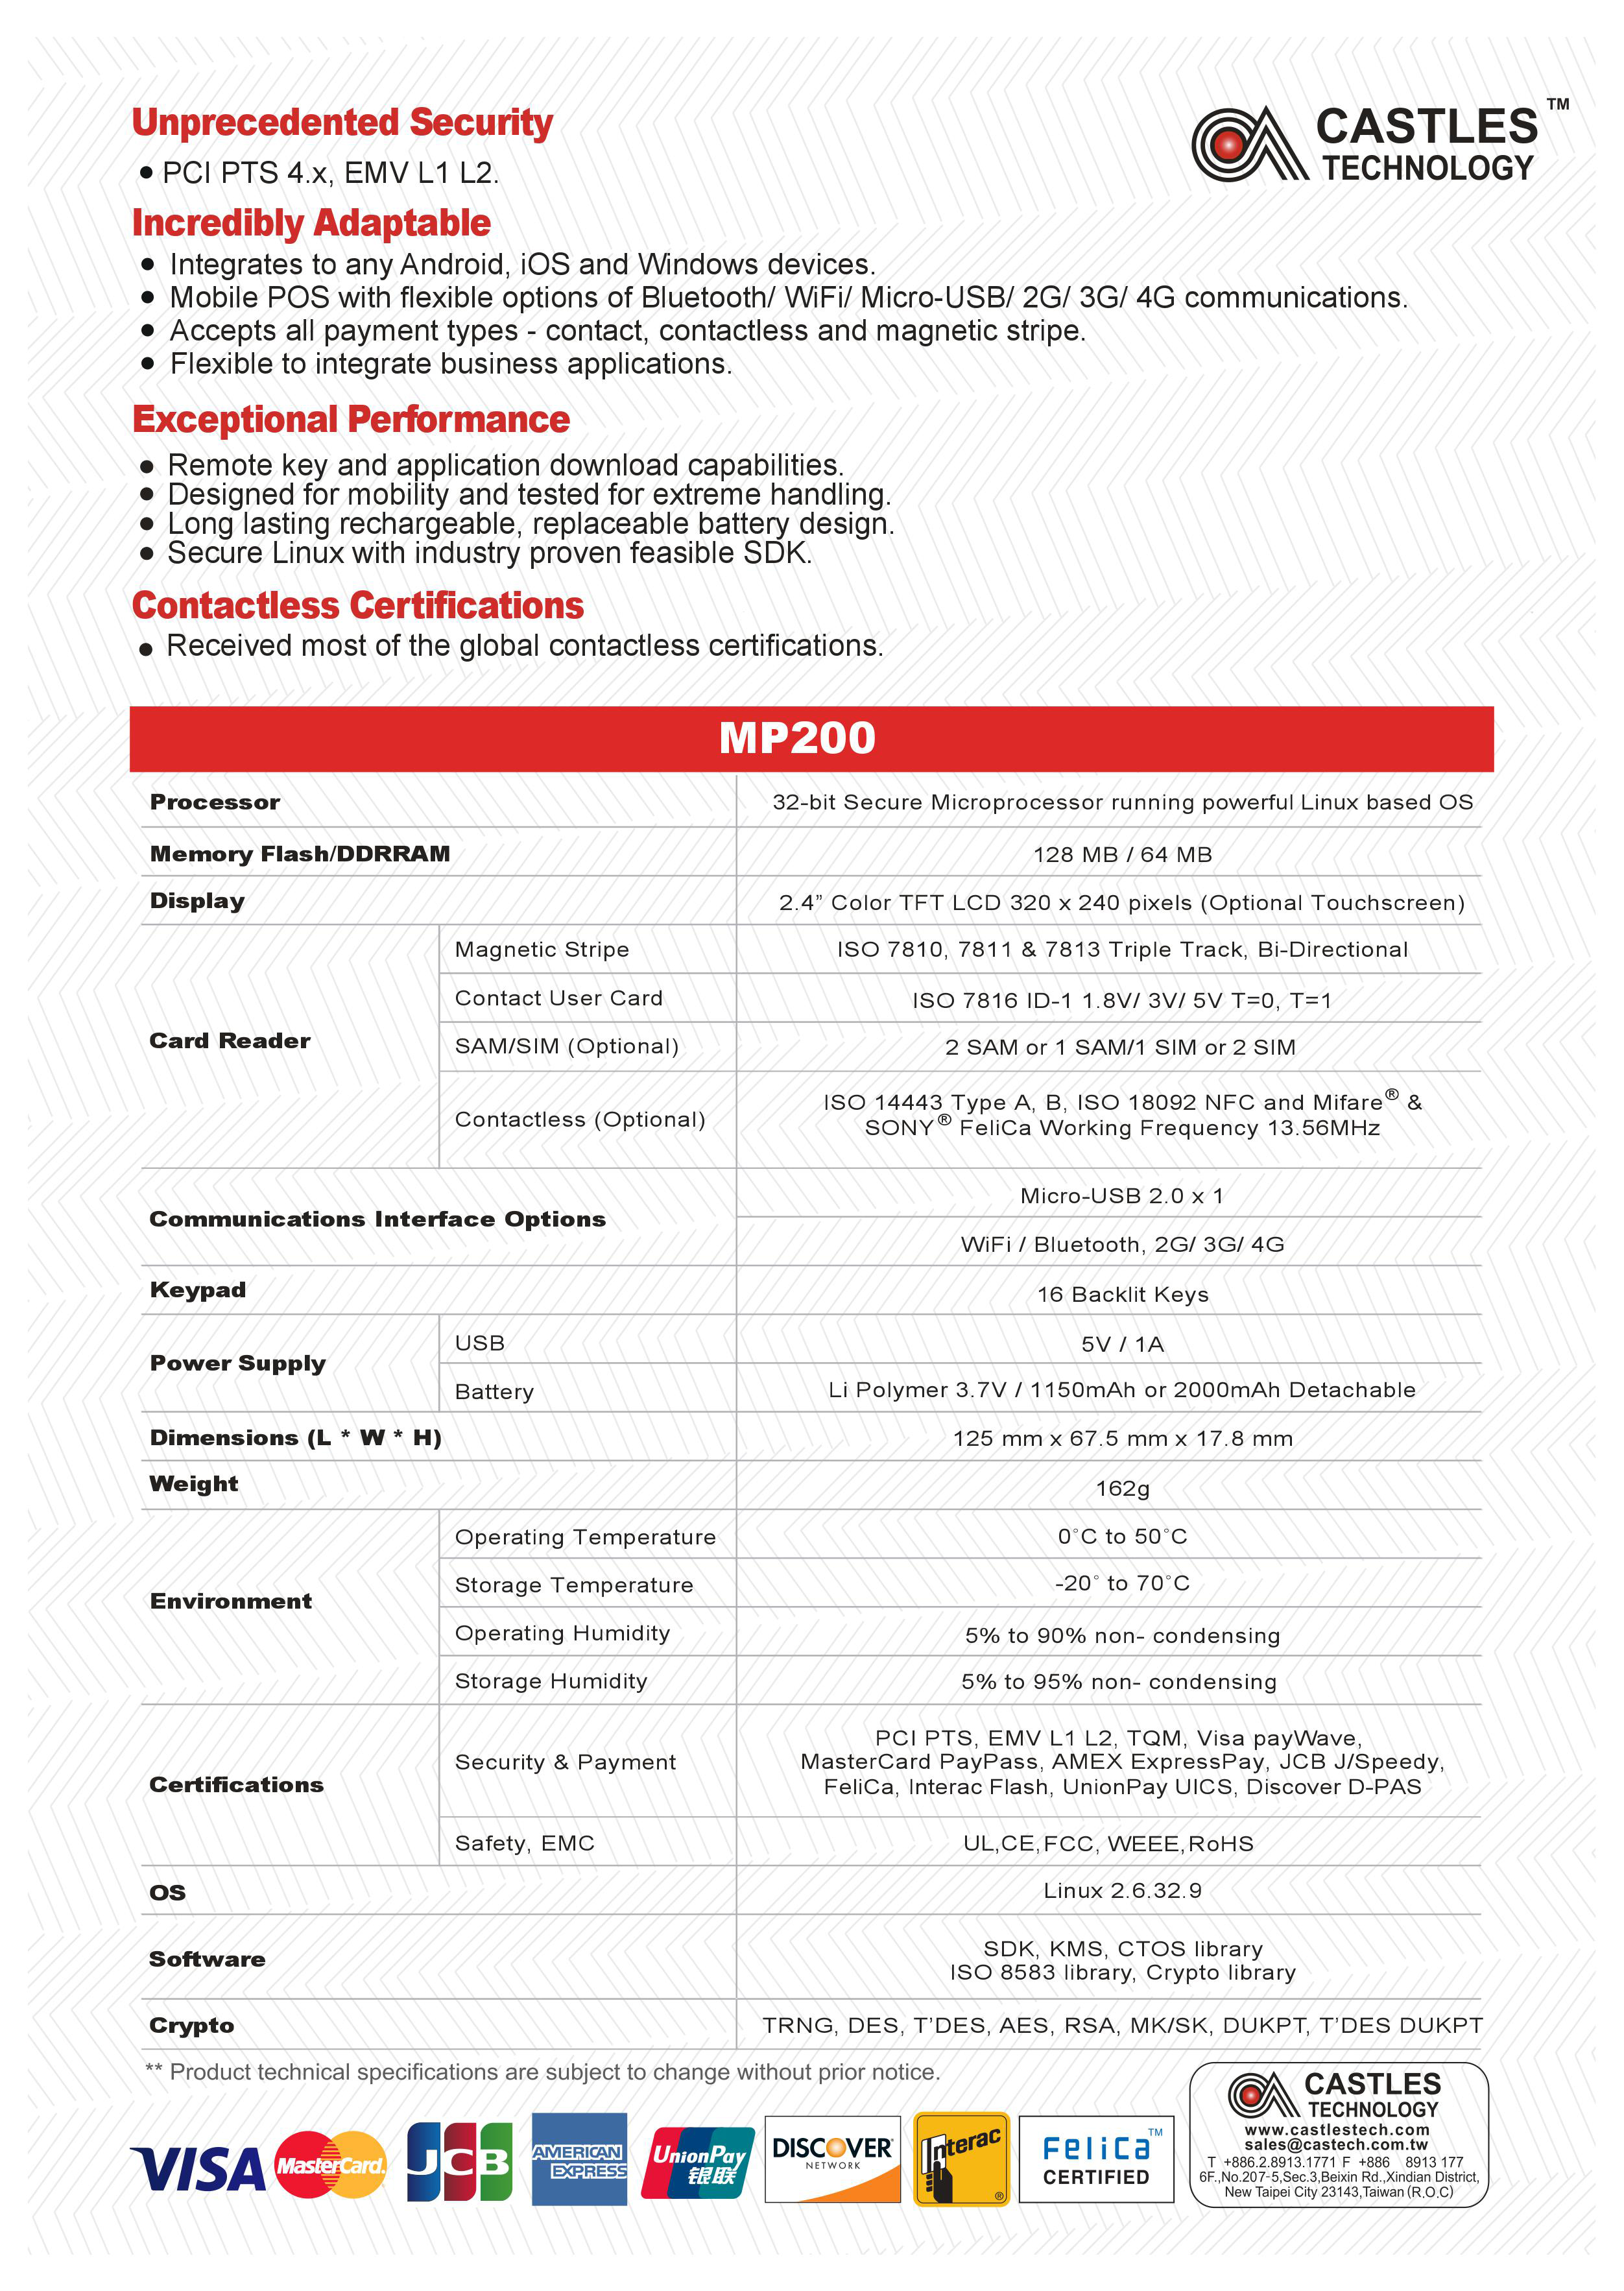 Unprecedented Security
● PCI PTS 4.x, EMV L1 L2.
CASTLES™
TECHNOLOGY
Incredibly Adaptable
● Integrates to any Android, iOS and Windows devices.
● Mobile POS with flexible options of Bluetooth/ WiFi/ Micro-USB/ 2G/ 3G/ 4G communications.
● Accepts all payment types - contact, contactless and magnetic stripe.
● Flexible to integrate business applications.
Exceptional Performance
● Remote key and application download capabilities.
● Designed for mobility and tested for extreme handling.
● Long lasting rechargeable, replaceable battery design.
● Secure Linux with industry proven feasible SDK.
Contactless Certifications
● Received most of the global contactless certifications.
MP200
Processor 32-bit Secure Microprocessor running powerful Linux based OS
Memory Flash/DDRRAM 128 MB / 64 MB
Display 2.4” Color TFT LCD 320 x 240 pixels (Optional Touchscreen)
Card Reader
Magnetic Stripe ISO 7810, 7811 & 7813 Triple Track, Bi-Directional
Contact User Card ISO 7816 ID-1 1.8V/ 3V/ 5V T=0, T=1
SAM/SIM (Optional) 2 SAM or 1 SAM/1 SIM or 2 SIM
Contactless (Optional) ISO 14443 Type A, B, ISO 18092 NFC and Mifare® &
SONY® FeliCa Working Frequency 13.56MHz
Communications Interface Options
Micro-USB 2.0 x 1
WiFi / Bluetooth, 2G/ 3G/ 4G
Keypad 16 Backlit Keys
Power Supply
USB 5V / 1A
Battery Li Polymer 3.7V / 1150mAh or 2000mAh Detachable
Dimensions (L * W * H) 125 mm x 67.5 mm x 17.8 mm
Weight 162g
Environment
Operating Temperature 0°C to 50°C
Storage Temperature -20° to 70°C
Operating Humidity 5% to 90% non- condensing
Storage Humidity 5% to 95% non- condensing
Certifications
Security & Payment PCI PTS, EMV L1 L2, TQM, Visa payWave,
MasterCard PayPass, AMEX ExpressPay, JCB J/Speedy,
FeliCa, Interac Flash, UnionPay UICS, Discover D-PAS
Safety, EMC UL,CE,FCC, WEEE,RoHS
OS Linux 2.6.32.9
Software SDK, KMS, CTOS library
ISO 8583 library, Crypto library
Crypto TRNG, DES, T’DES, AES, RSA, MK/SK, DUKPT, T’DES DUKPT
** Product technical specifications are subject to change without prior notice.
VISA
MasterCard.
JCB
AMERICAN
EXPRESS
UnionPay
银联
DISCOVER
NETWORK
Interac
®
FeliCa™
CERTIFIED
CASTLES
TECHNOLOGY
www.castlestech.com
sales@castech.com.tw
T +886.2.8913.1771 F +886 8913 177
6F.,No.207-5,Sec.3,Beixin Rd.,Xindian District,
New Taipei City 23143,Taiwan (R.O.C)